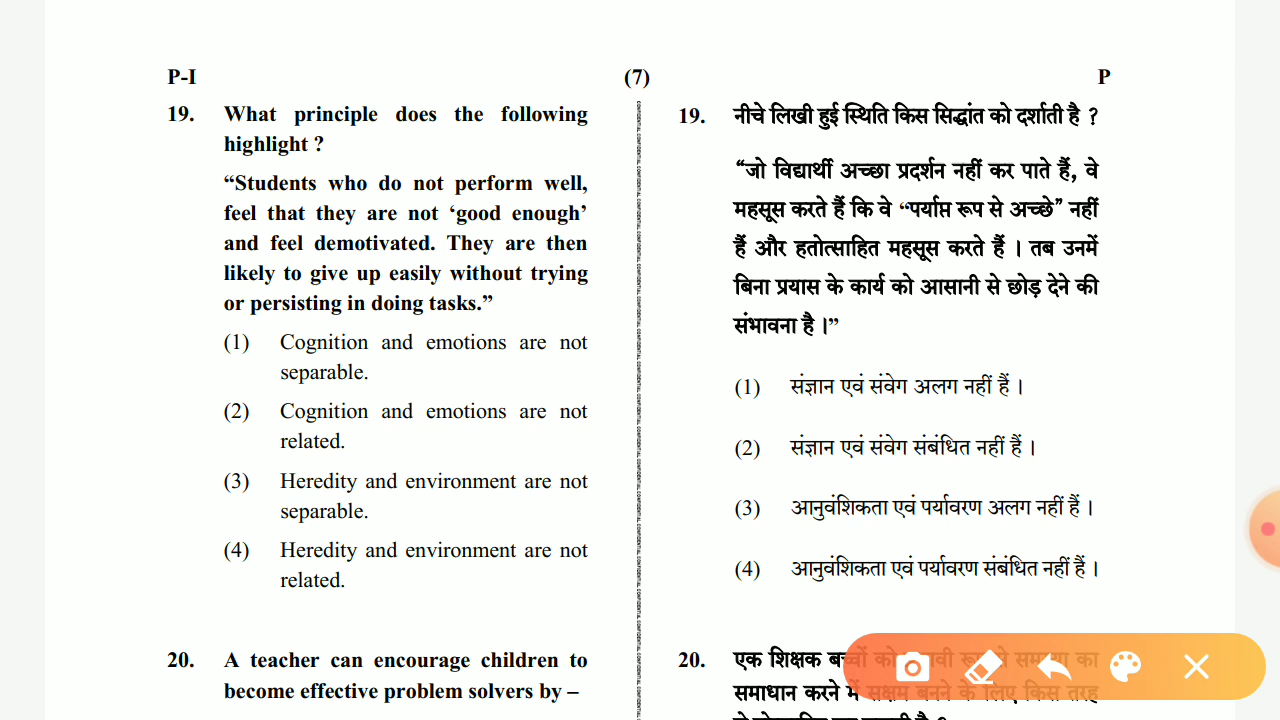 P-I
(7)
P
19. What principle does the following
highlight ?
“Students who do not perform well,
feel that they are not ‘good enough’
and feel demotivated. They are then
likely to give up easily without trying
or persisting in doing tasks.”
(1) Cognition and emotions are not
separable.
(2) Cognition and emotions are not
related.
(3) Heredity and environment are not
separable.
(4) Heredity and environment are not
related.
20. A teacher can encourage children to
become effective problem solvers by –
19. नीचे लिखी हुई स्थिति किस सिद्धांत को दर्शाती है ?
“जो विद्यार्थी अच्छा प्रदर्शन नहीं कर पाते हैं, वे
महसूस करते हैं कि वे “पर्याप्त रूप से अच्छे” नहीं
हैं और हतोत्साहित महसूस करते हैं । तब उनमें
बिना प्रयास के कार्य को आसानी से छोड़ देने की
संभावना है ।”
(1) संज्ञान एवं संवेग अलग नहीं हैं ।
(2) संज्ञान एवं संवेग संबंधित नहीं हैं ।
(3) आनुवंशिकता एवं पर्यावरण अलग नहीं हैं ।
(4) आनुवंशिकता एवं पर्यावरण संबंधित नहीं हैं ।
20. एक शिक्षक बच्चों को का
समाधान करने में सक्षम बनने के लिए किस तरह